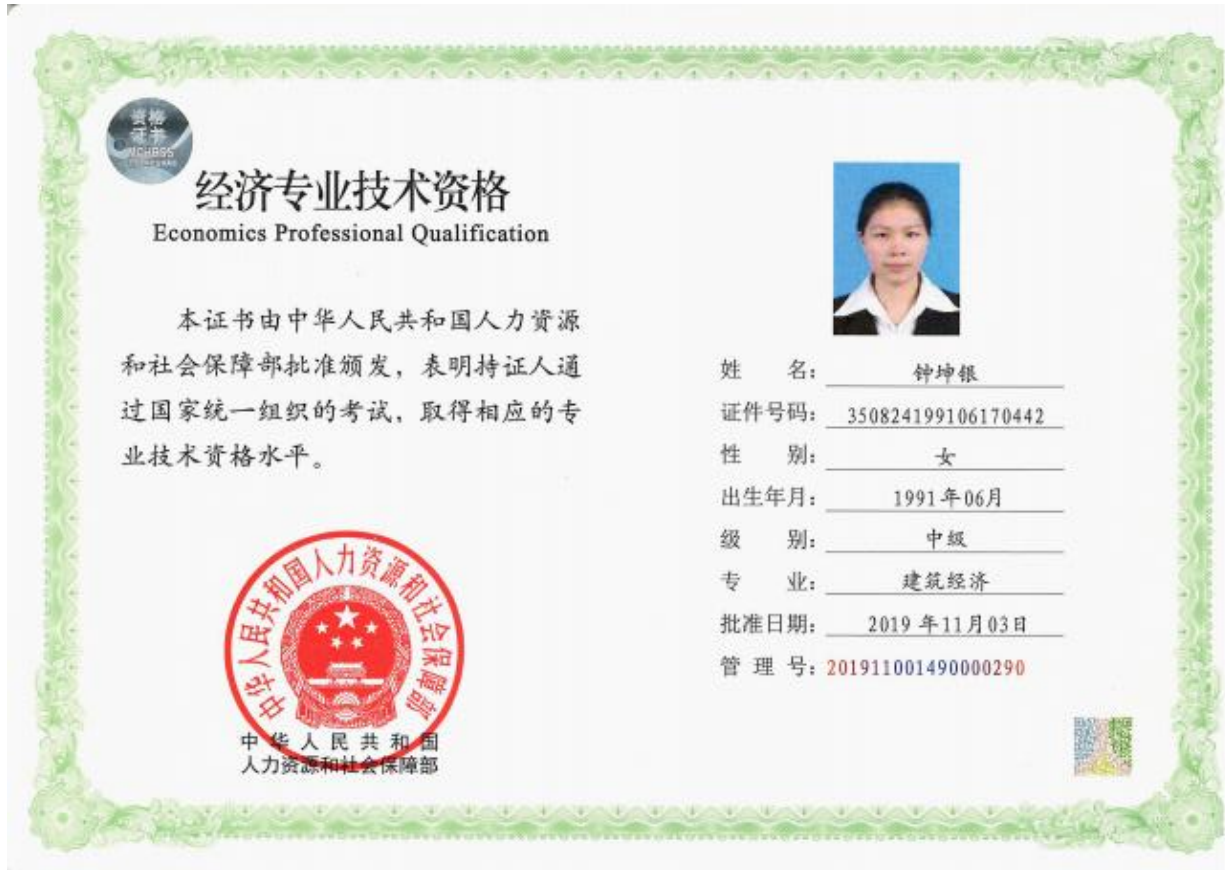 资格
证书
经济专业技术资格
Economics Professional Qualification
本证书由中华人民共和国人力资源
和社会保障部批准颁发，表明持证人通
过国家统一组织的考试，取得相应的专
业技术资格水平。
中华人民共和国人力资源和社会保障部
中华人民共和国
人力资源和社会保障部
姓 名： 钟坤银
证件号码： 350824199106170442
性 别： 女
出生年月： 1991年06月
级 别： 中级
专 业： 建筑经济
批准日期： 2019 年11月03日
管 理 号： 201911001490000290